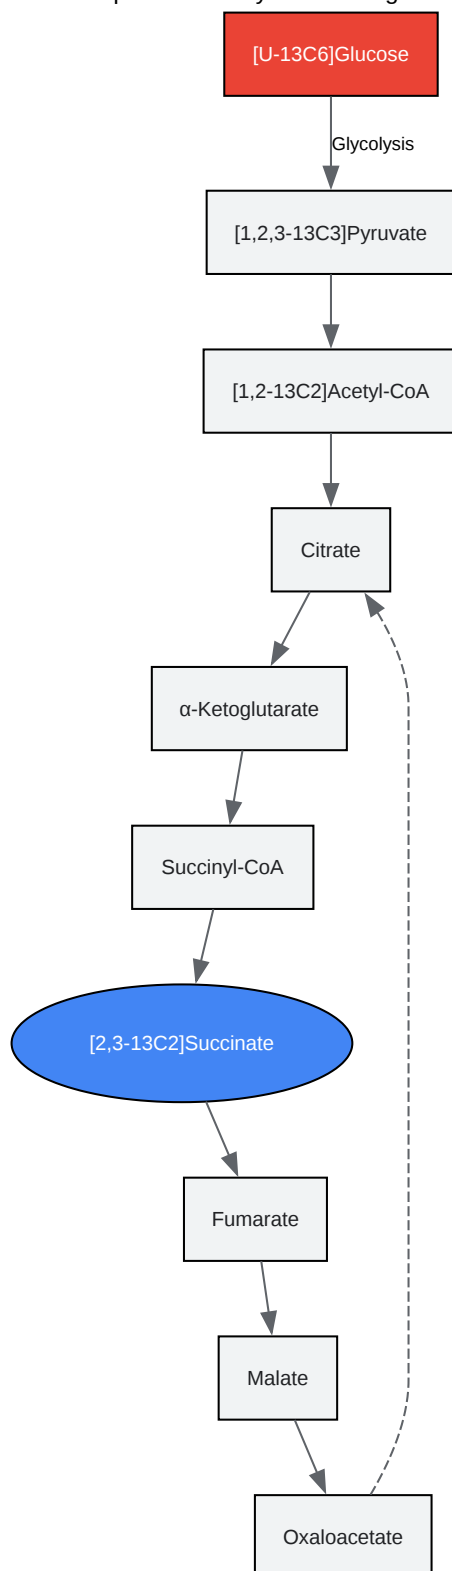 [U-13C6]Glucose
Glycolysis
[1,2,3-13C3]Pyruvate
[1,2-13C2]Acetyl-CoA
Citrate
α-Ketoglutarate
Succinyl-CoA
[2,3-13C2]Succinate
Fumarate
Malate
Oxaloacetate